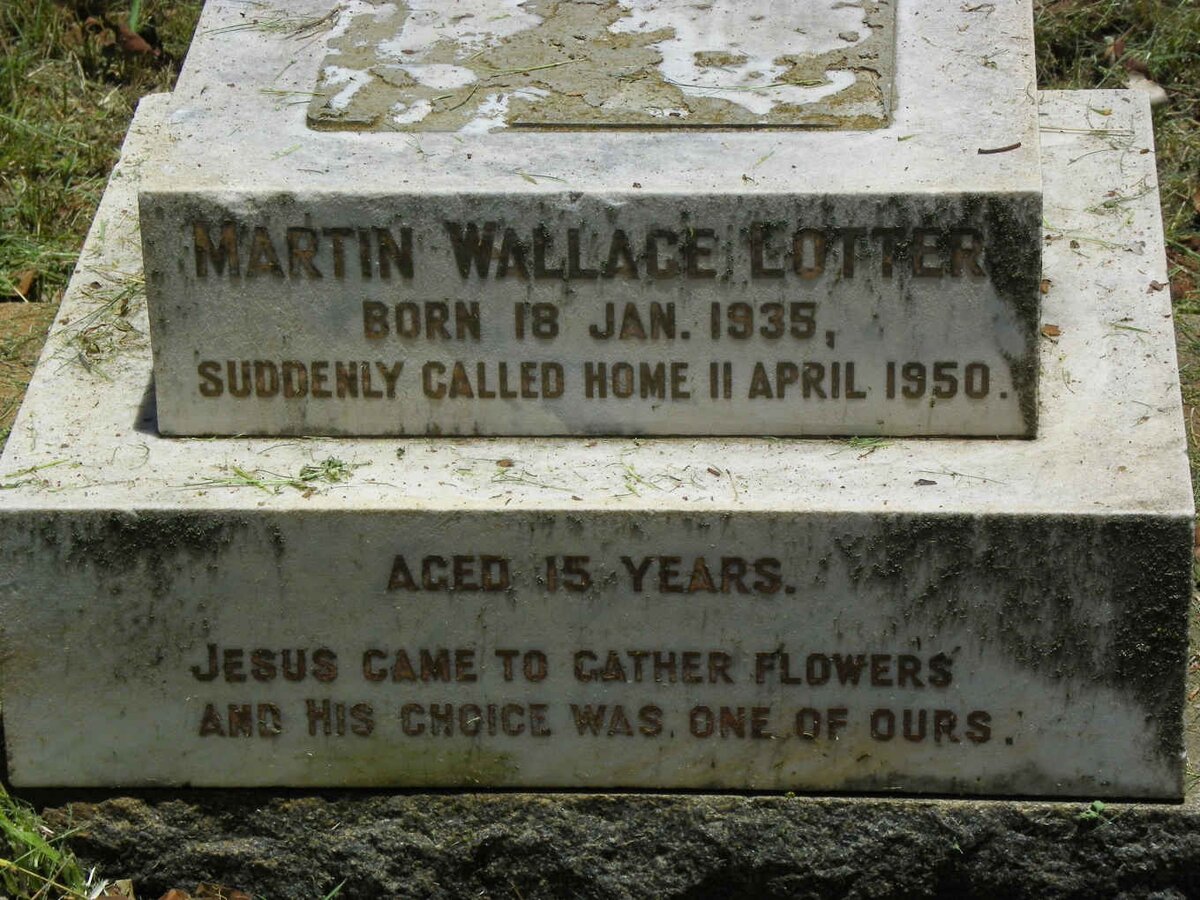 MARTIN WALLACE LOTTER
BORN 18 JAN. 1935,
SUDDENLY CALLED HOME 11 APRIL 1950.
AGED 15 YEARS.
JESUS CAME TO GATHER FLOWERS
AND HIS CHOICE WAS ONE OF OURS.